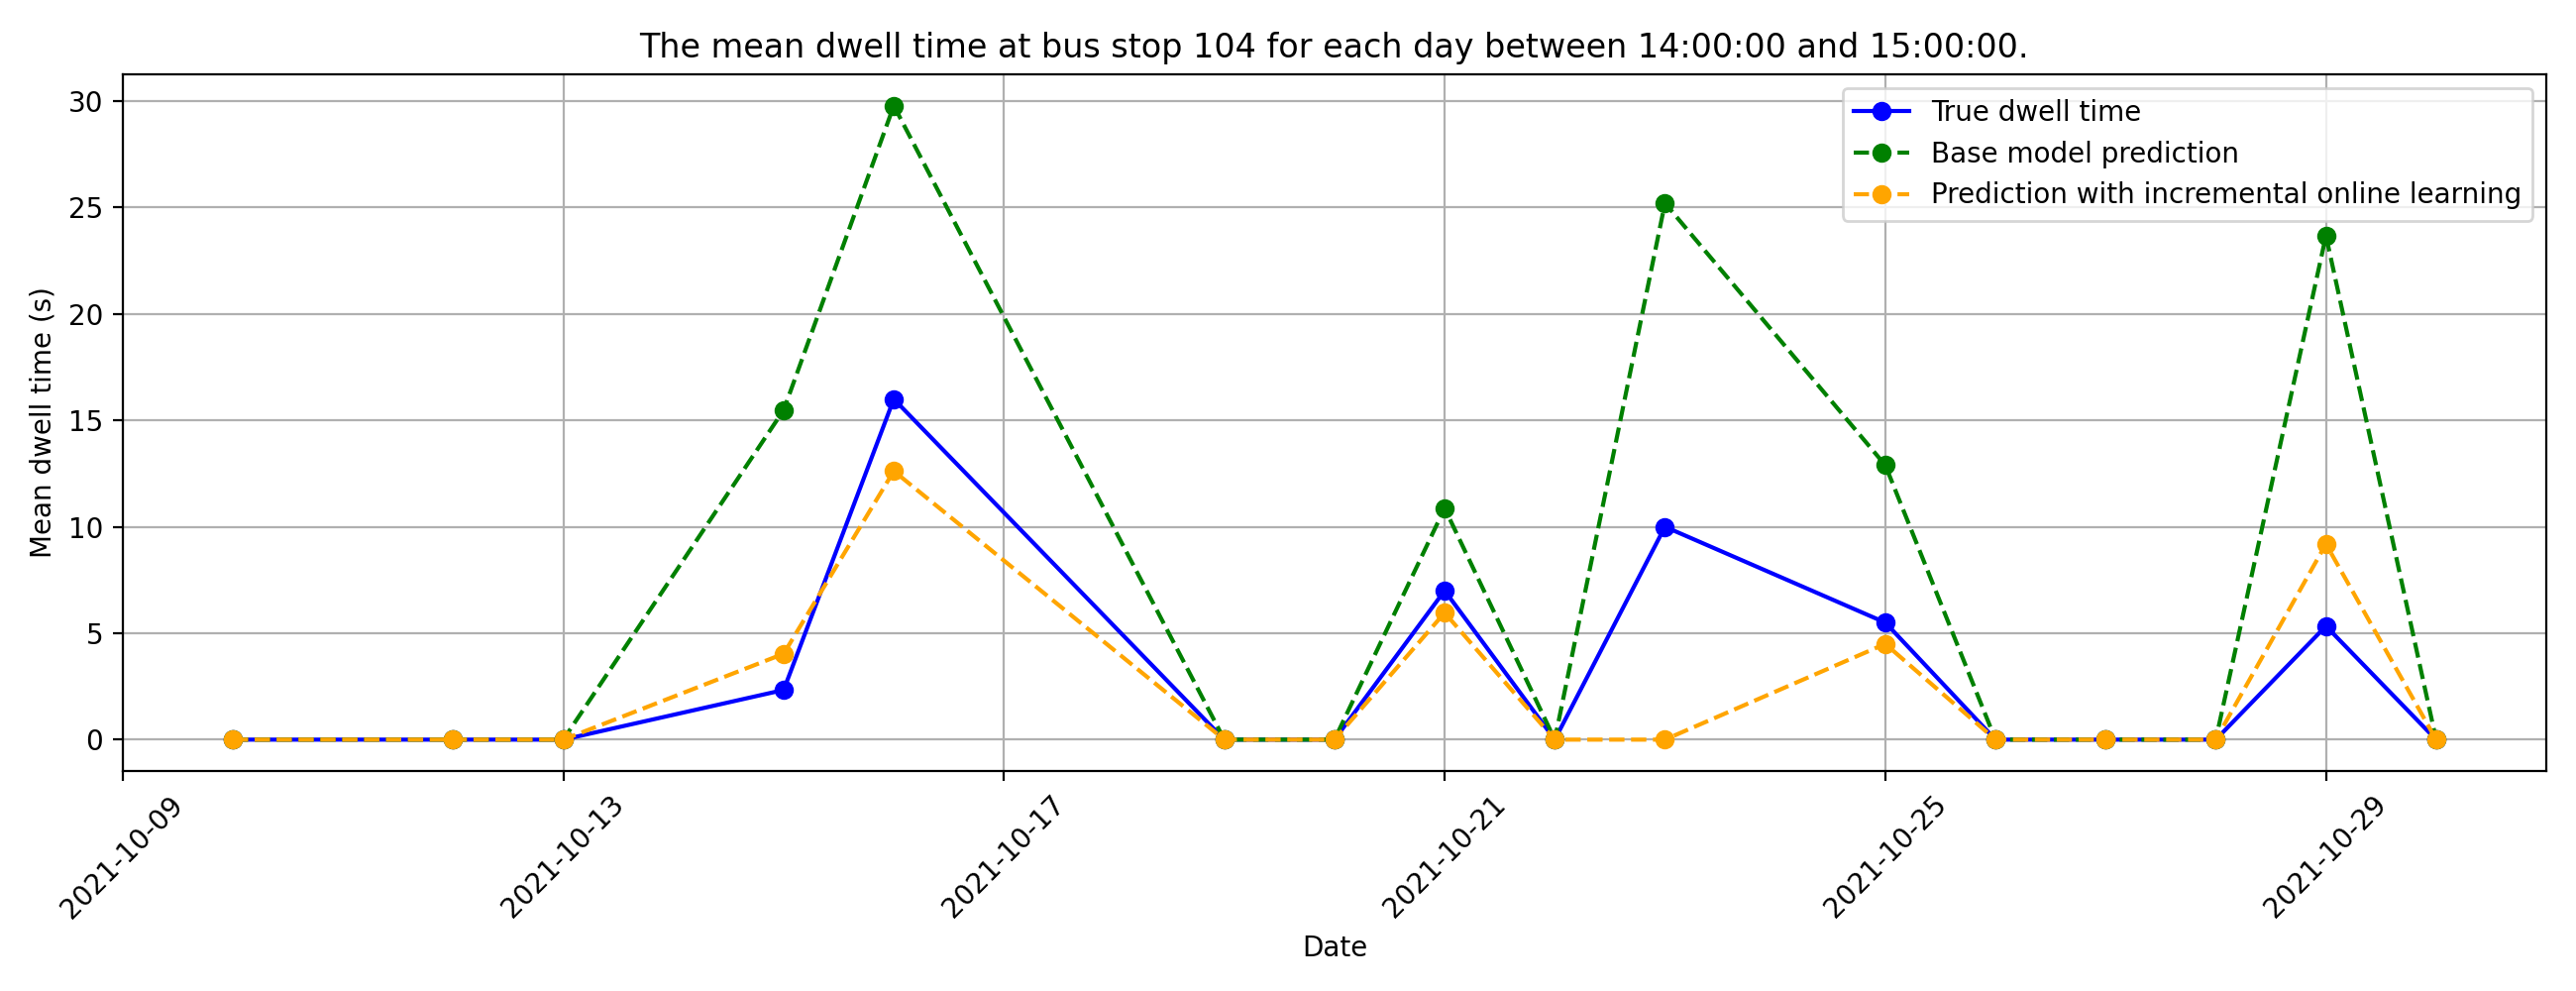 The mean dwell time at bus stop 104 for each day between 14:00:00 and 15:00:00.
True dwell time
Base model prediction
Prediction with incremental online learning
Mean dwell time (s)
30
25
20
15
10
5
0
2021-10-09
2021-10-13
2021-10-17
2021-10-21
2021-10-25
2021-10-29
Date